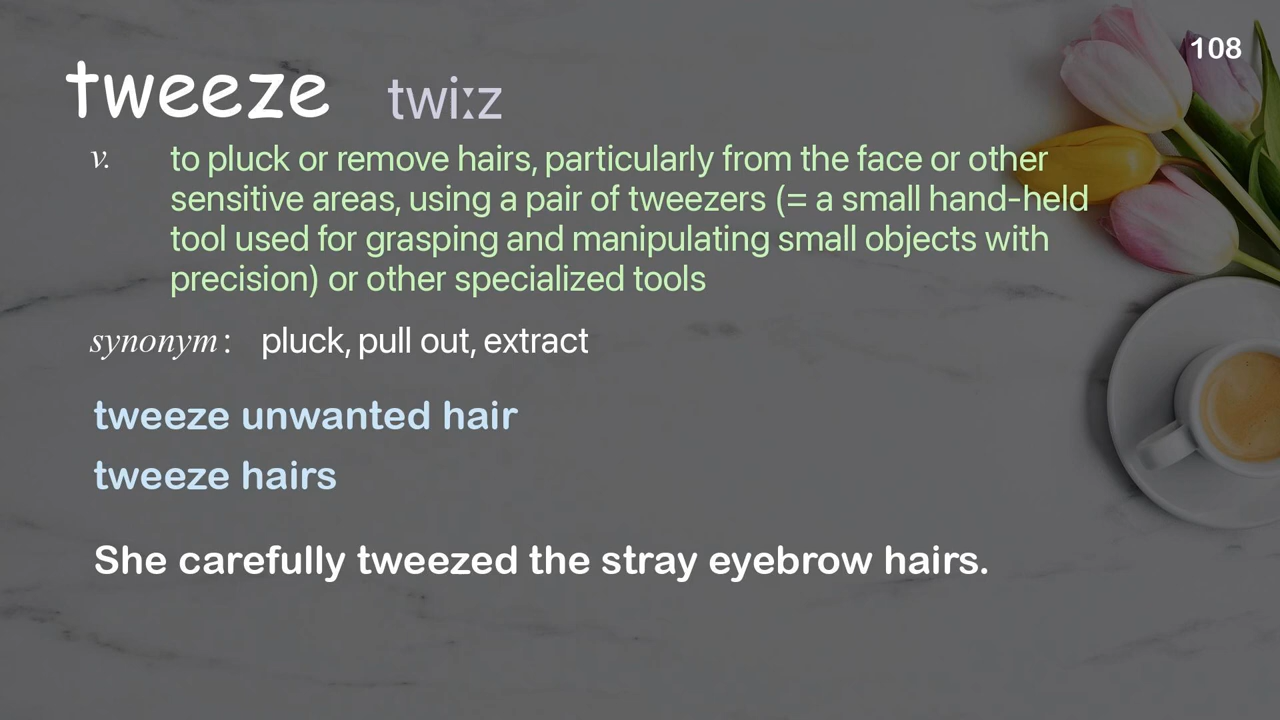 108
tweeze twiːz
v. to pluck or remove hairs, particularly from the face or other
sensitive areas, using a pair of tweezers (= a small hand-held
tool used for grasping and manipulating small objects with
precision) or other specialized tools
synonym : pluck, pull out, extract
tweeze unwanted hair
tweeze hairs
She carefully tweezed the stray eyebrow hairs.